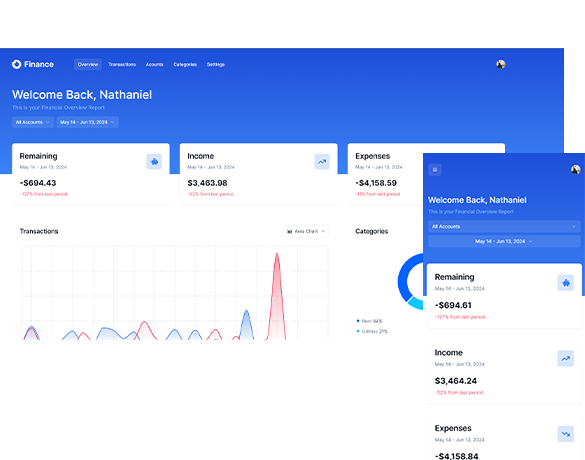 Finance
Overview Transactions Acounts Categories Settings
Welcome Back, Nathaniel
This is your Financial Overview Report
All Accounts May 14 - Jun 13, 2024
Remaining
May 14 - Jun 13, 2024
-$694.43
-127% from last period
Income
May 14 - Jun 13, 2024
$3,463.98
-52% from last period
Expenses
May 14 - Jun 13, 2024
-$4,158.59
-11% from last period
Transactions
Area Chart
Categories
Rent 64%
Utilities 21%
Welcome Back, Nathaniel
This is your Financial Overview Report
All Accounts
May 14 - Jun 13, 2024
Remaining
May 14 - Jun 13, 2024
-$694.61
-127% from last period
Income
May 14 - Jun 13, 2024
$3,464.24
-52% from last period
Expenses
May 14 - Jun 13, 2024
-$4,158.84